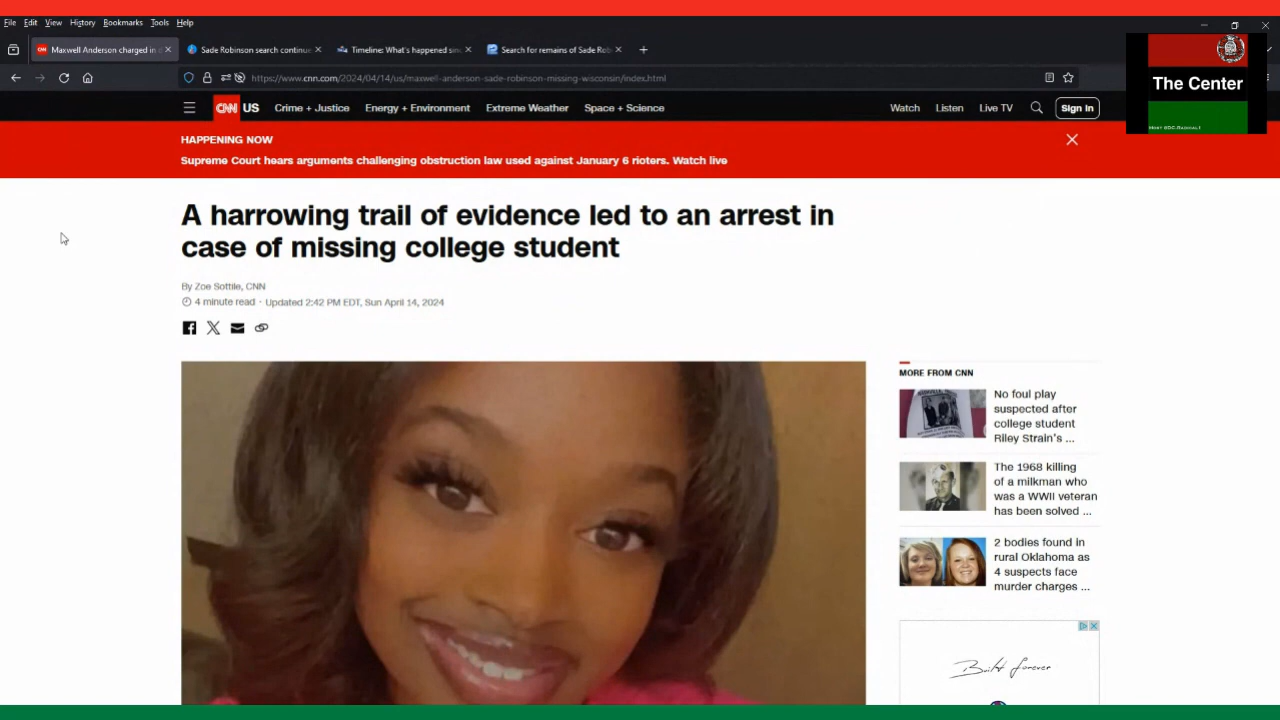 File Edit View History Bookmarks Tools Help
Maxwell Anderson charged in d
Sade Robinson search continue
Timeline: What's happened sinc
Search for remains of Sade Rob
https://www.cnn.com/2024/04/14/us/maxwell-anderson-sade-robinson-missing-wisconsin/index.html
The Center
CNN US Crime + Justice Energy + Environment Extreme Weather Space + Science Watch Listen Live TV Sign in
HAPPENING NOW
Supreme Court hears arguments challenging obstruction law used against January 6 rioters. Watch live
A harrowing trail of evidence led to an arrest in
case of missing college student
By Zoe Sottile, CNN
4 minute read · Updated 2:42 PM EDT, Sun April 14, 2024
MORE FROM CNN
No foul play
suspected after
college student
Riley Strain's ...
The 1968 killing
of a milkman who
was a WWII veteran
has been solved ...
2 bodies found in
rural Oklahoma as
4 suspects face
murder charges ...
Built forever